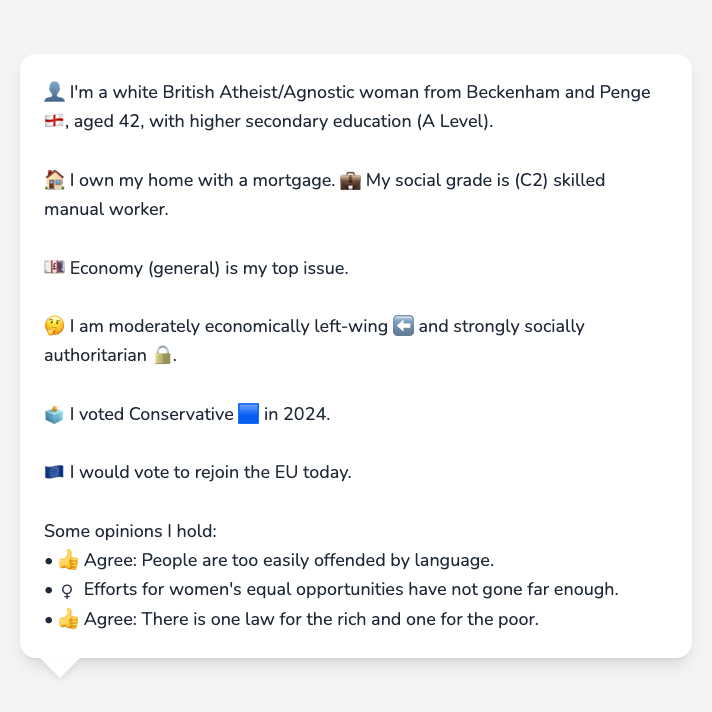 👤 I'm a white British Atheist/Agnostic woman from Beckenham and Penge
🏴󠁧󠁢󠁥󠁮󠁧󠁿, aged 42, with higher secondary education (A Level).
🏠 I own my home with a mortgage. 💼 My social grade is (C2) skilled
manual worker.
💷 Economy (general) is my top issue.
🤔 I am moderately economically left-wing ⬅️ and strongly socially
authoritarian 🔒.
🗳️ I voted Conservative 🟦 in 2024.
🇪🇺 I would vote to rejoin the EU today.
Some opinions I hold:
• 👍 Agree: People are too easily offended by language.
• ♀ Efforts for women's equal opportunities have not gone far enough.
• 👍 Agree: There is one law for the rich and one for the poor.